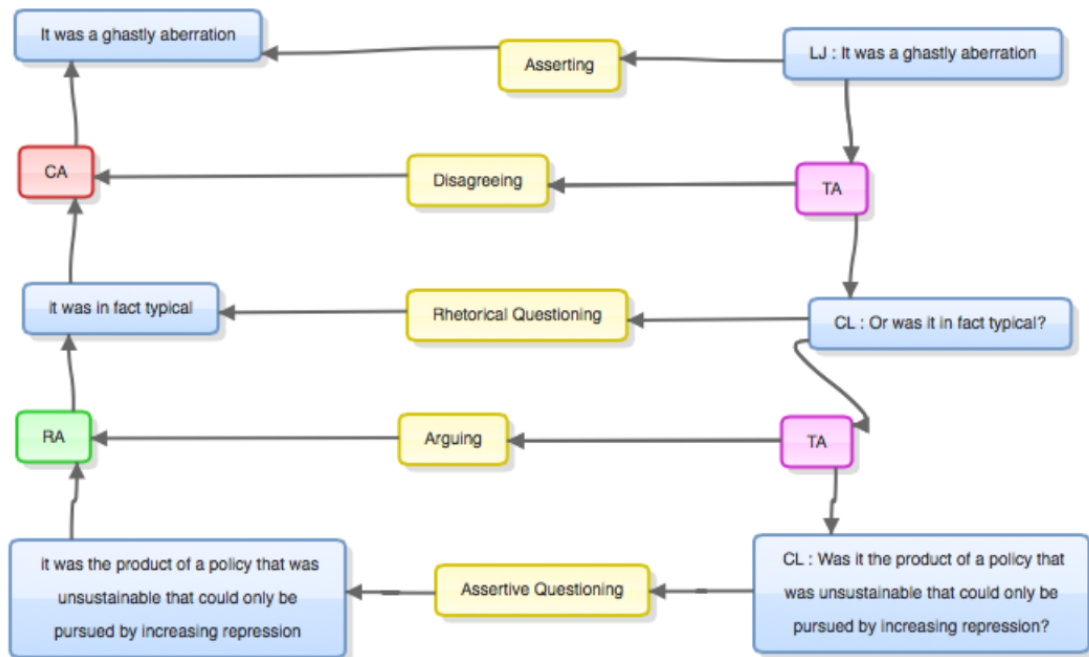 It was a ghastly aberration
Asserting
LJ : It was a ghastly aberration
CA
Disagreeing
TA
it was in fact typical
Rhetorical Questioning
CL : Or was it in fact typical?
RA
Arguing
TA
it was the product of a policy that was
unsustainable that could only be
pursued by increasing repression
Assertive Questioning
CL : Was it the product of a policy that
was unsustainable that could only be
pursued by increasing repression?